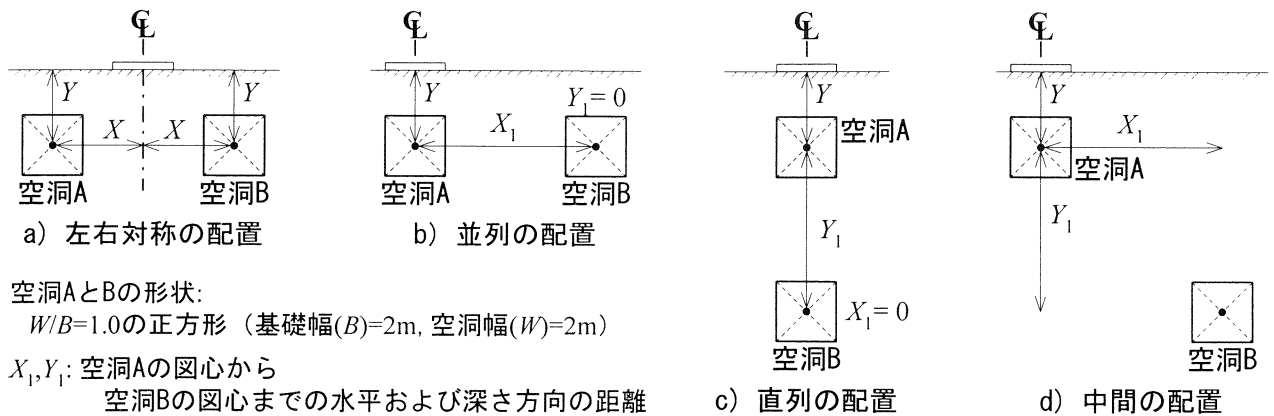 ℄
Y
Y
X
X
空洞A
空洞B
a) 左右対称の配置
℄
Y
Y₁= 0
X₁
空洞A
空洞B
b) 並列の配置
℄
Y
空洞A
Y₁
X₁= 0
空洞B
c) 直列の配置
℄
Y
X₁
空洞A
Y₁
空洞B
d) 中間の配置
空洞AとBの形状:
W/B=1.0の正方形 (基礎幅(B)=2m, 空洞幅(W)=2m)
X₁,Y₁: 空洞Aの図心から
空洞Bの図心までの水平および深さ方向の距離